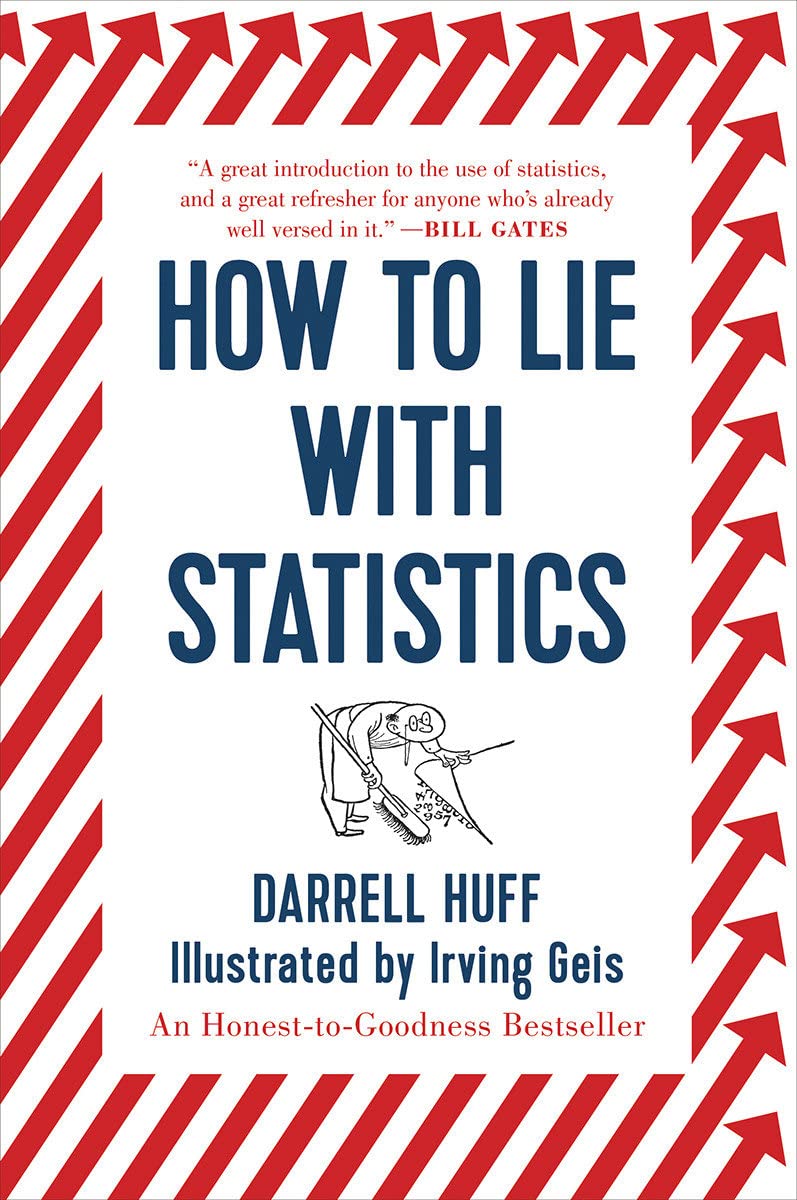 “A great introduction to the use of statistics,
and a great refresher for anyone who’s already
well versed in it.” —BILL GATES
HOW TO LIE
WITH
STATISTICS
DARRELL HUFF
Illustrated by Irving Geis
An Honest-to-Goodness Bestseller